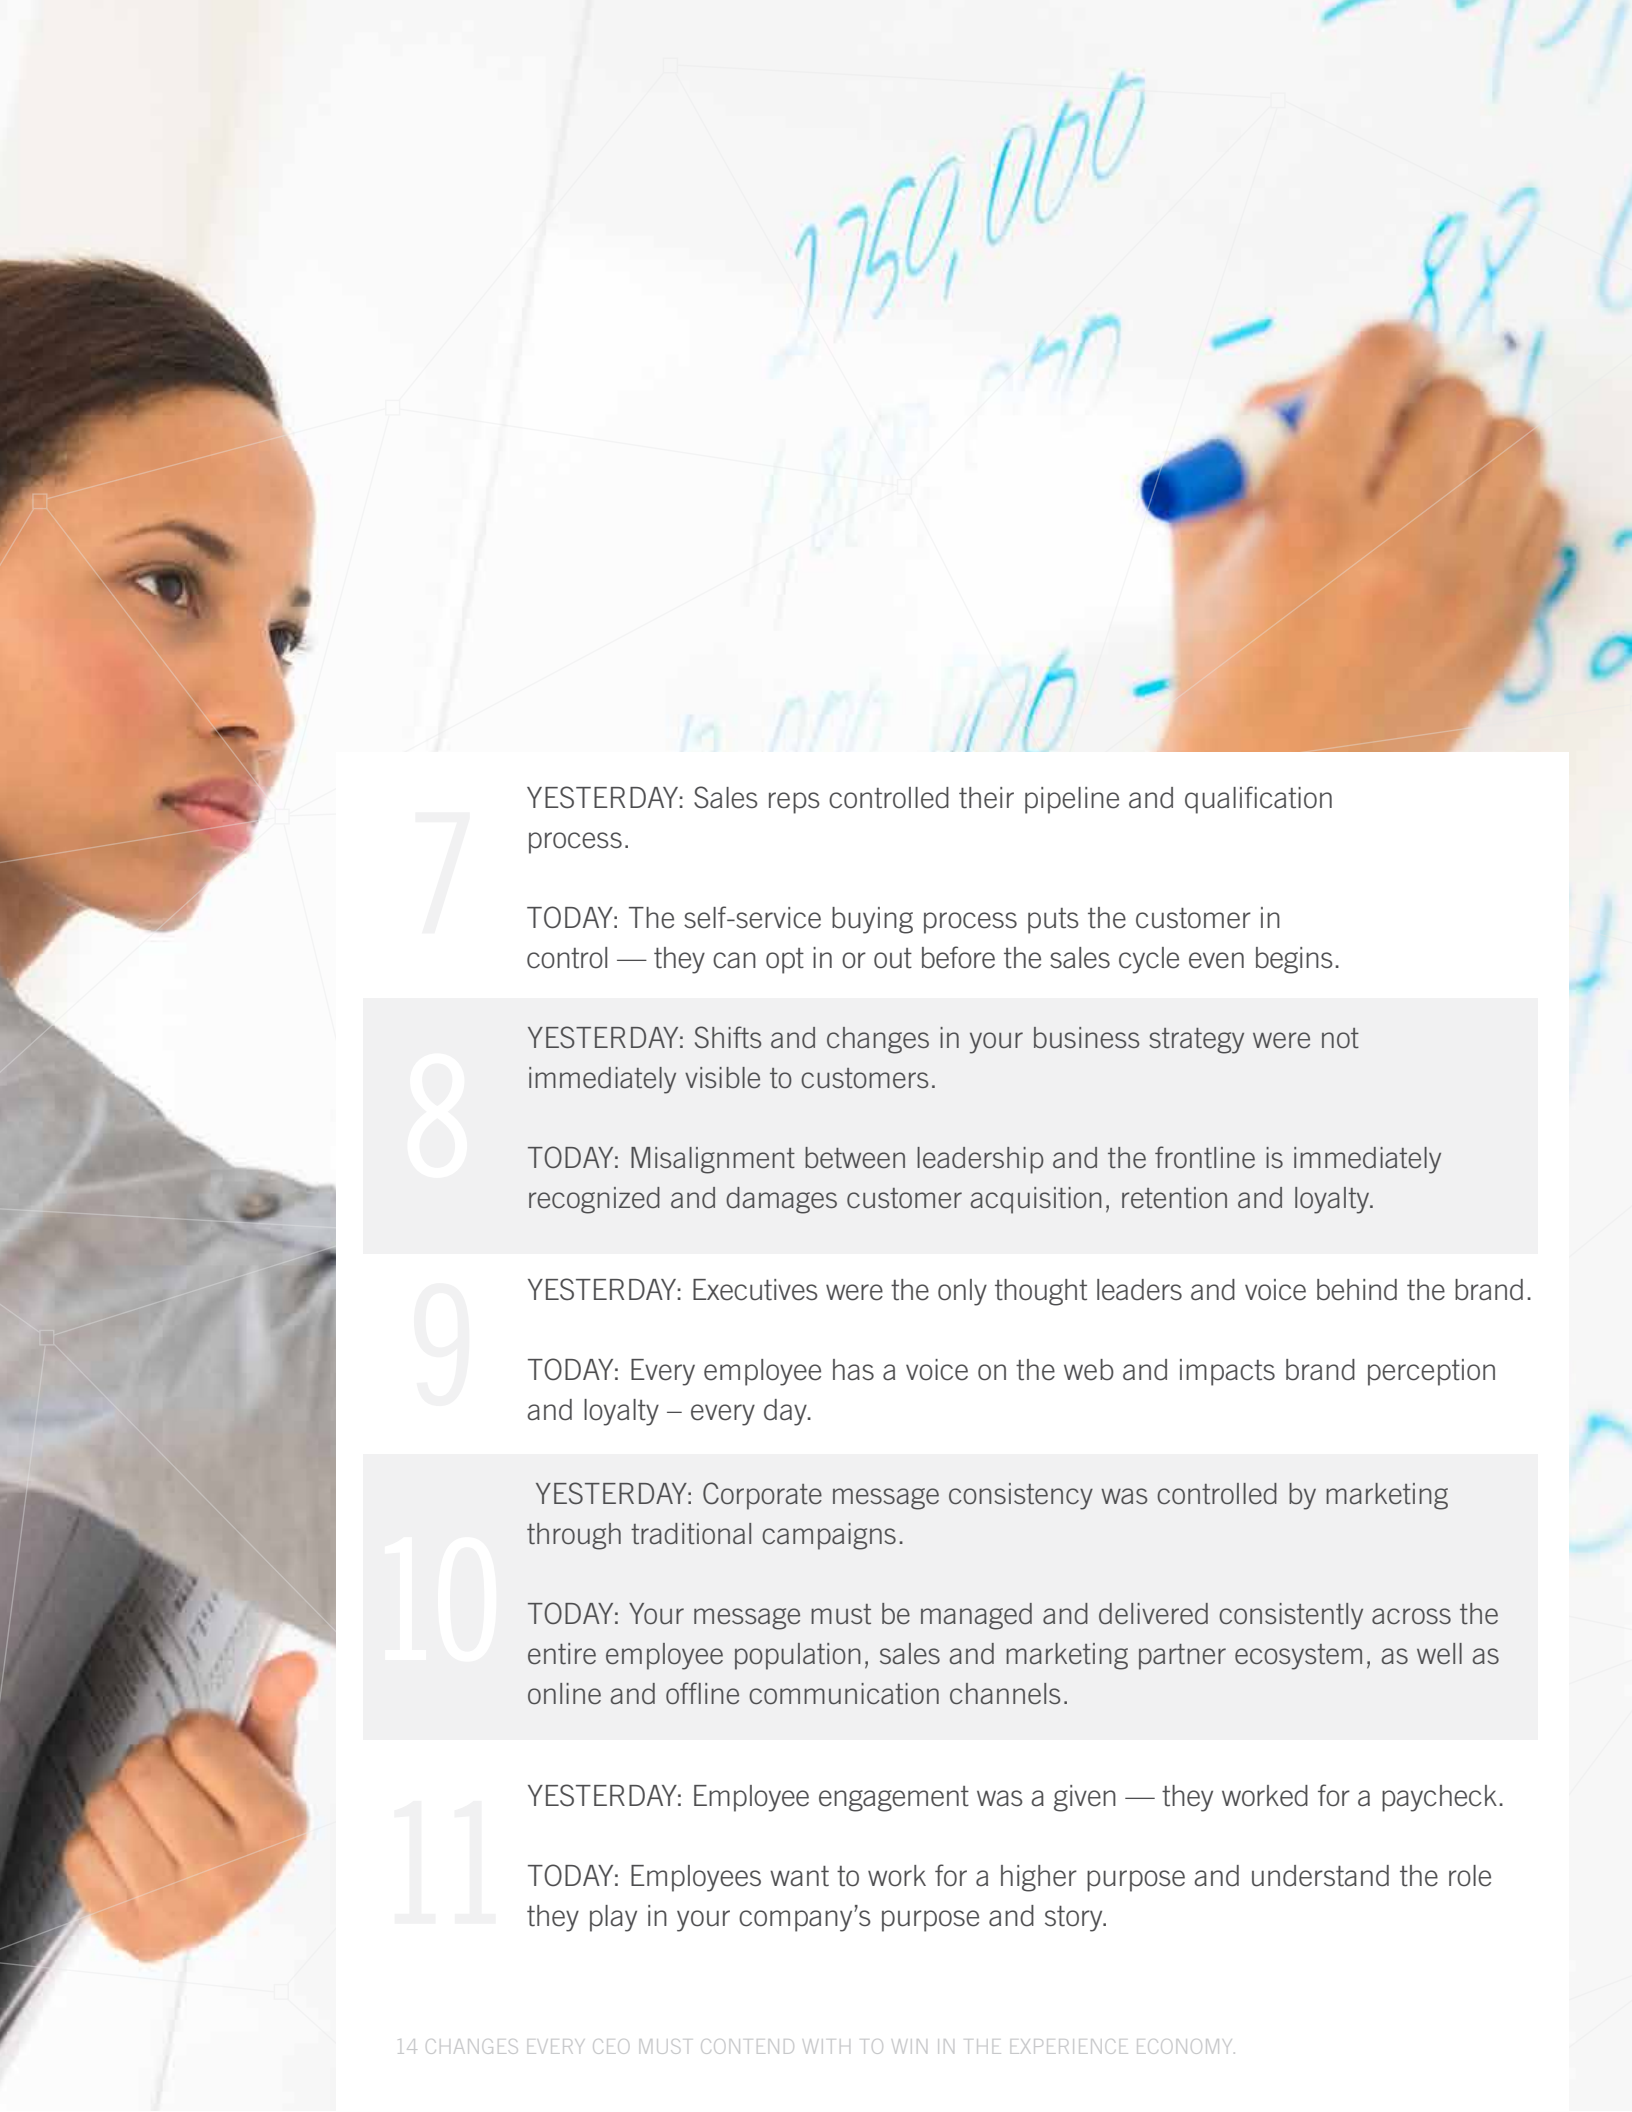 2750,000
7
YESTERDAY: Sales reps controlled their pipeline and qualification
process.
TODAY: The self-service buying process puts the customer in
control — they can opt in or out before the sales cycle even begins.
8
YESTERDAY: Shifts and changes in your business strategy were not
immediately visible to customers.
TODAY: Misalignment between leadership and the frontline is immediately
recognized and damages customer acquisition, retention and loyalty.
9
YESTERDAY: Executives were the only thought leaders and voice behind the brand.
TODAY: Every employee has a voice on the web and impacts brand perception
and loyalty – every day.
10
YESTERDAY: Corporate message consistency was controlled by marketing
through traditional campaigns.
TODAY: Your message must be managed and delivered consistently across the
entire employee population, sales and marketing partner ecosystem, as well as
online and offline communication channels.
11
YESTERDAY: Employee engagement was a given — they worked for a paycheck.
TODAY: Employees want to work for a higher purpose and understand the role
they play in your company’s purpose and story.
14 CHANGES EVERY CEO MUST CONTEND WITH TO WIN IN THE EXPERIENCE ECONOMY.